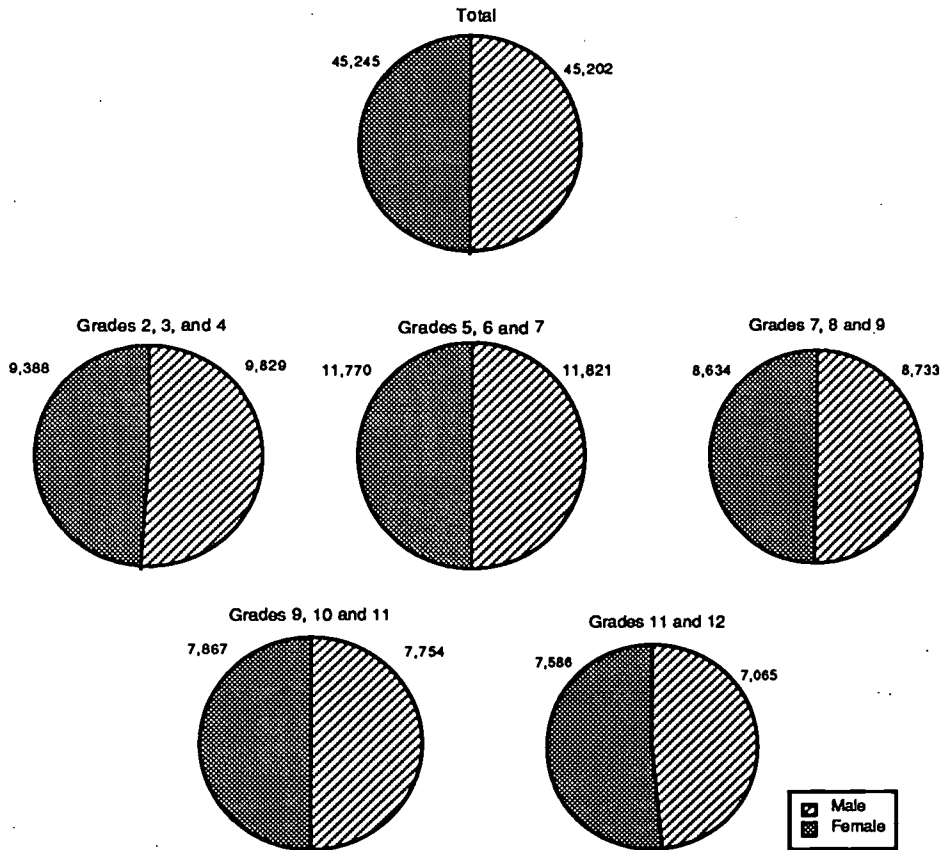 Total
45,245
45,202
Grades 2, 3, and 4
9,388
9,829
Grades 5, 6 and 7
11,770
11,821
Grades 7, 8 and 9
8,634
8,733
Grades 9, 10 and 11
7,867
7,754
Grades 11 and 12
7,586
7,065
Male
Female